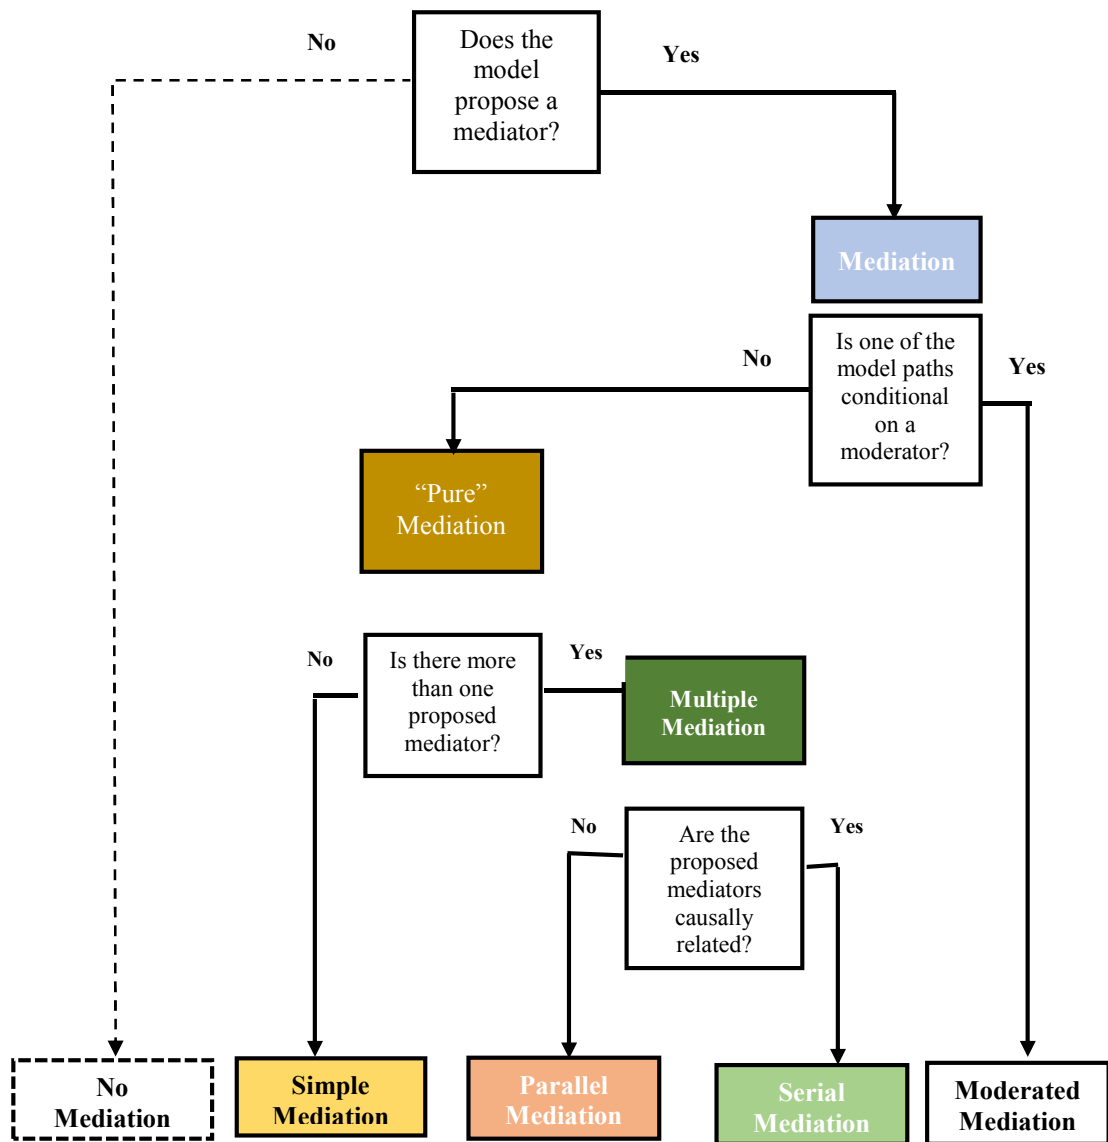 No
Does the
model
propose a
mediator?
Yes
Mediation
No
Is one of the
model paths
conditional
on a
moderator?
Yes
“Pure”
Mediation
No
Is there more
than one
proposed
mediator?
Yes
Multiple
Mediation
No
Are the
proposed
mediators
causally
related?
Yes
No
Mediation
Simple
Mediation
Parallel
Mediation
Serial
Mediation
Moderated
Mediation